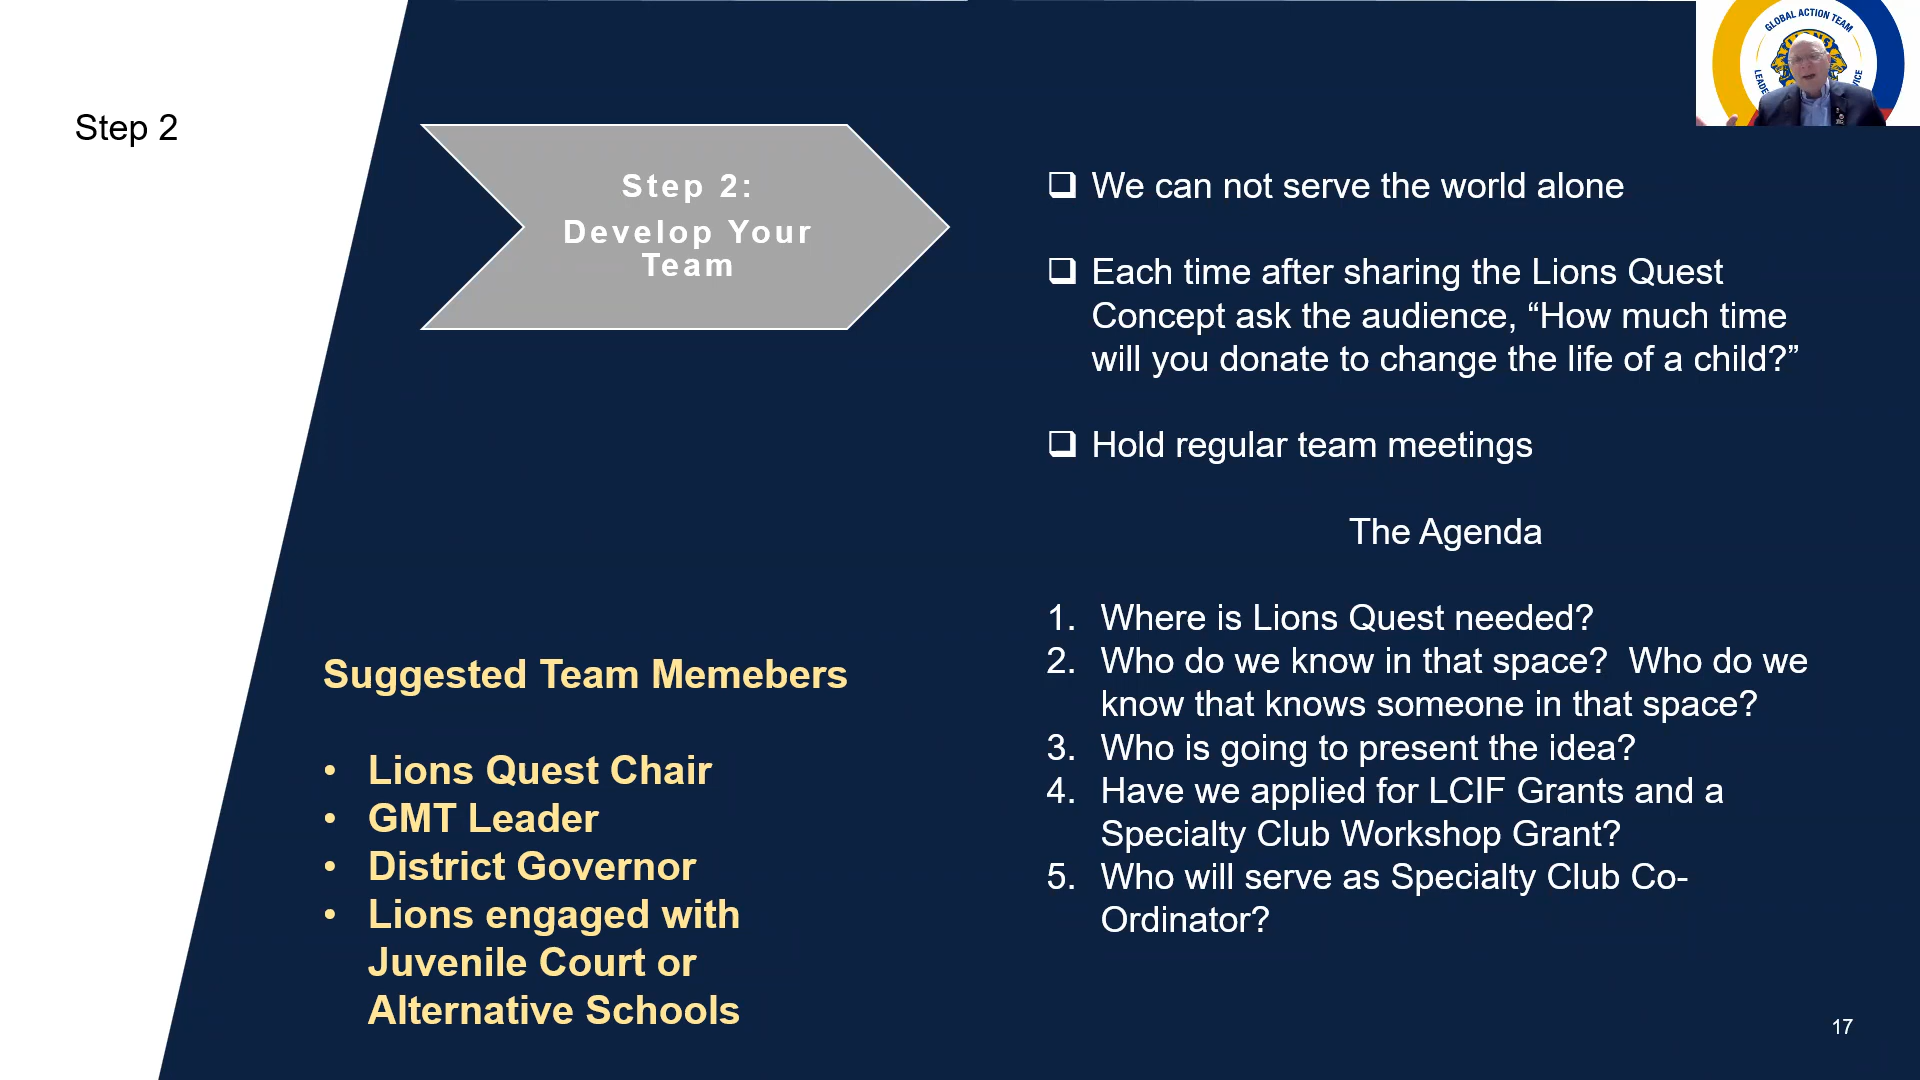 Step 2
Step 2:
Develop Your
Team
Suggested Team Memebers
• Lions Quest Chair
• GMT Leader
• District Governor
• Lions engaged with
Juvenile Court or
Alternative Schools
❑ We can not serve the world alone
❑ Each time after sharing the Lions Quest
Concept ask the audience, “How much time
will you donate to change the life of a child?”
❑ Hold regular team meetings
The Agenda
1. Where is Lions Quest needed?
2. Who do we know in that space?  Who do we
know that knows someone in that space?
3. Who is going to present the idea?
4. Have we applied for LCIF Grants and a
Specialty Club Workshop Grant?
5. Who will serve as Specialty Club Co-
Ordinator?
17
GLOBAL ACTION TEAM